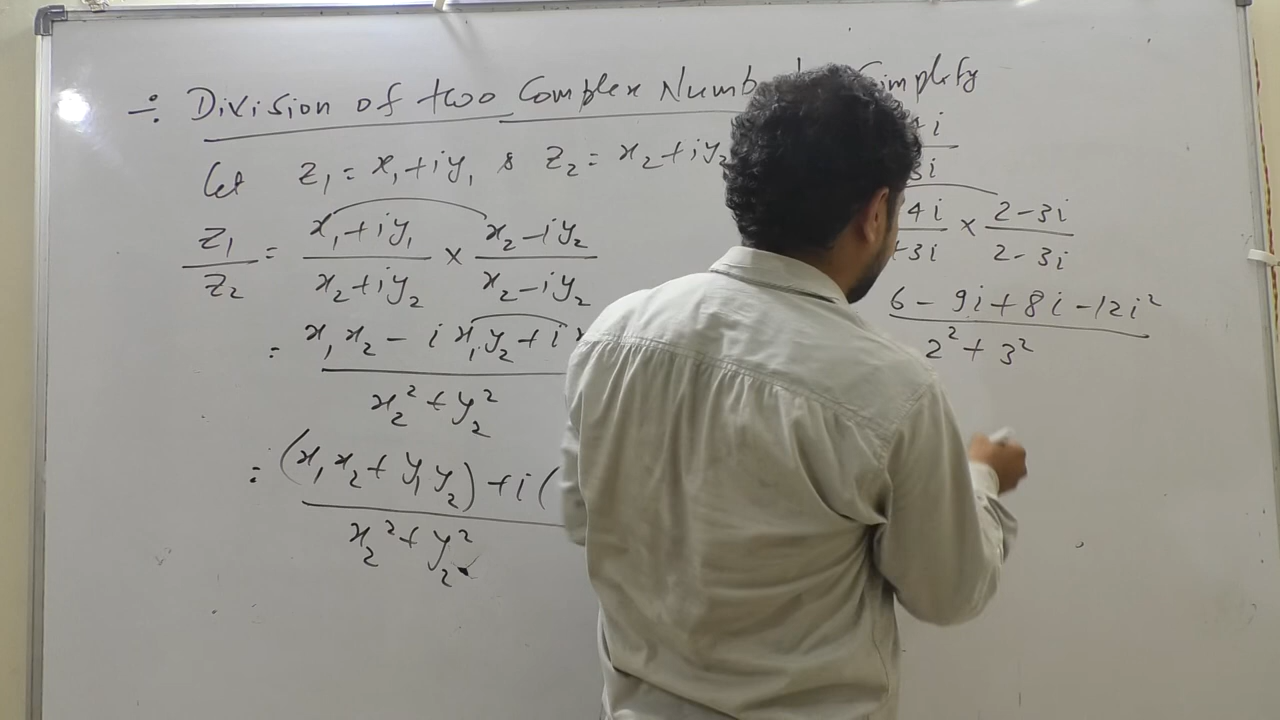 ÷ Division of two Complex Numb
Let z₁ = x₁+iy₁ & z₂ = x₂+iy₂
z₁/z₂ = (x₁+iy₁)/(x₂+iy₂) × (x₂-iy₂)/(x₂-iy₂)
= (x₁x₂ - i x₁y₂ + i)/(x₂² + y₂²)
= ((x₁x₂ + y₁y₂) + i()/(x₂² + y₂²)
Simplify
i/3i
4i/+3i × (2-3i)/(2-3i)
(6 - 9i + 8i - 12i²)/(2² + 3²)